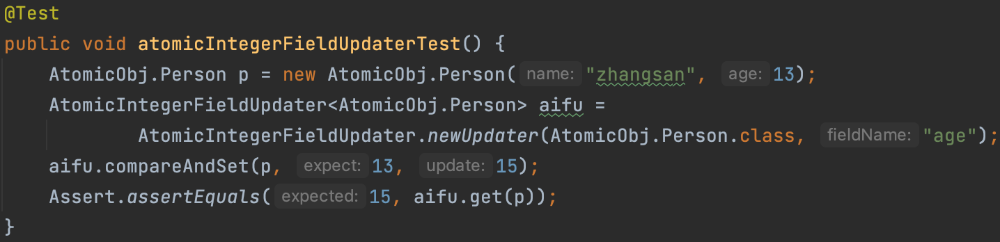 @Test
public void atomicIntegerFieldUpdaterTest() {
    AtomicObj.Person p = new AtomicObj.Person( name: "zhangsan", age: 13);
    AtomicIntegerFieldUpdater<AtomicObj.Person> aifu =
            AtomicIntegerFieldUpdater.newUpdater(AtomicObj.Person.class, fieldName: "age");
    aifu.compareAndSet(p, expect: 13, update: 15);
    Assert.assertEquals( expected: 15, aifu.get(p));
}